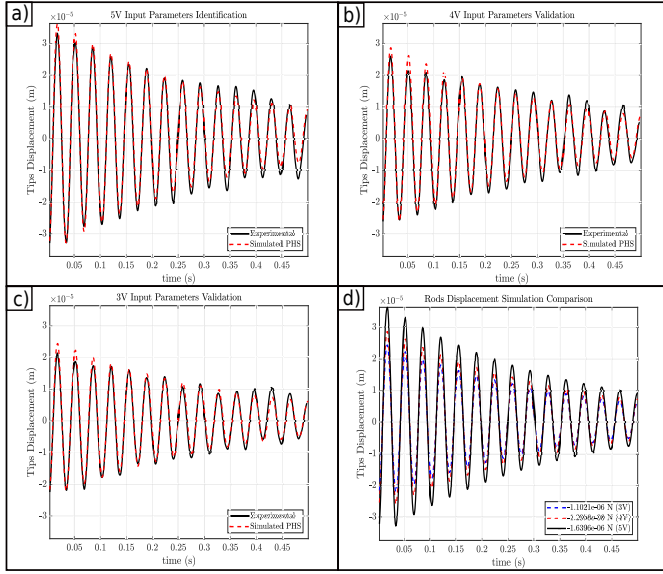 a)
5V Input Parameters Identification
×10⁻⁵
3
2
1
0
-1
-2
-3
Tips Displacement (m)
0.05 0.1 0.15 0.2 0.25 0.3 0.35 0.4 0.45
time (s)
Experimental
Simulated PHS
b)
4V Input Parameters Validation
×10⁻⁵
3
2
1
0
-1
-2
-3
Tips Displacement (m)
0.05 0.1 0.15 0.2 0.25 0.3 0.35 0.4 0.45
time (s)
Experimental
Simulated PHS
c)
3V Input Parameters Validation
×10⁻⁵
2
1
0
-1
-2
-3
Tips Displacement (m)
0.05 0.1 0.15 0.2 0.25 0.3 0.35 0.4 0.45
time (s)
Experimental
Simulated PHS
d)
Rods Displacement Simulation Comparison
×10⁻⁵
3
2
1
0
-1
-2
-3
Tips Displacement (m)
0.05 0.1 0.15 0.2 0.25 0.3 0.35 0.4 0.45
time (s)
-1.1021e-06 N (3V)
N (4V)
-1.6396e-06 N (5V)